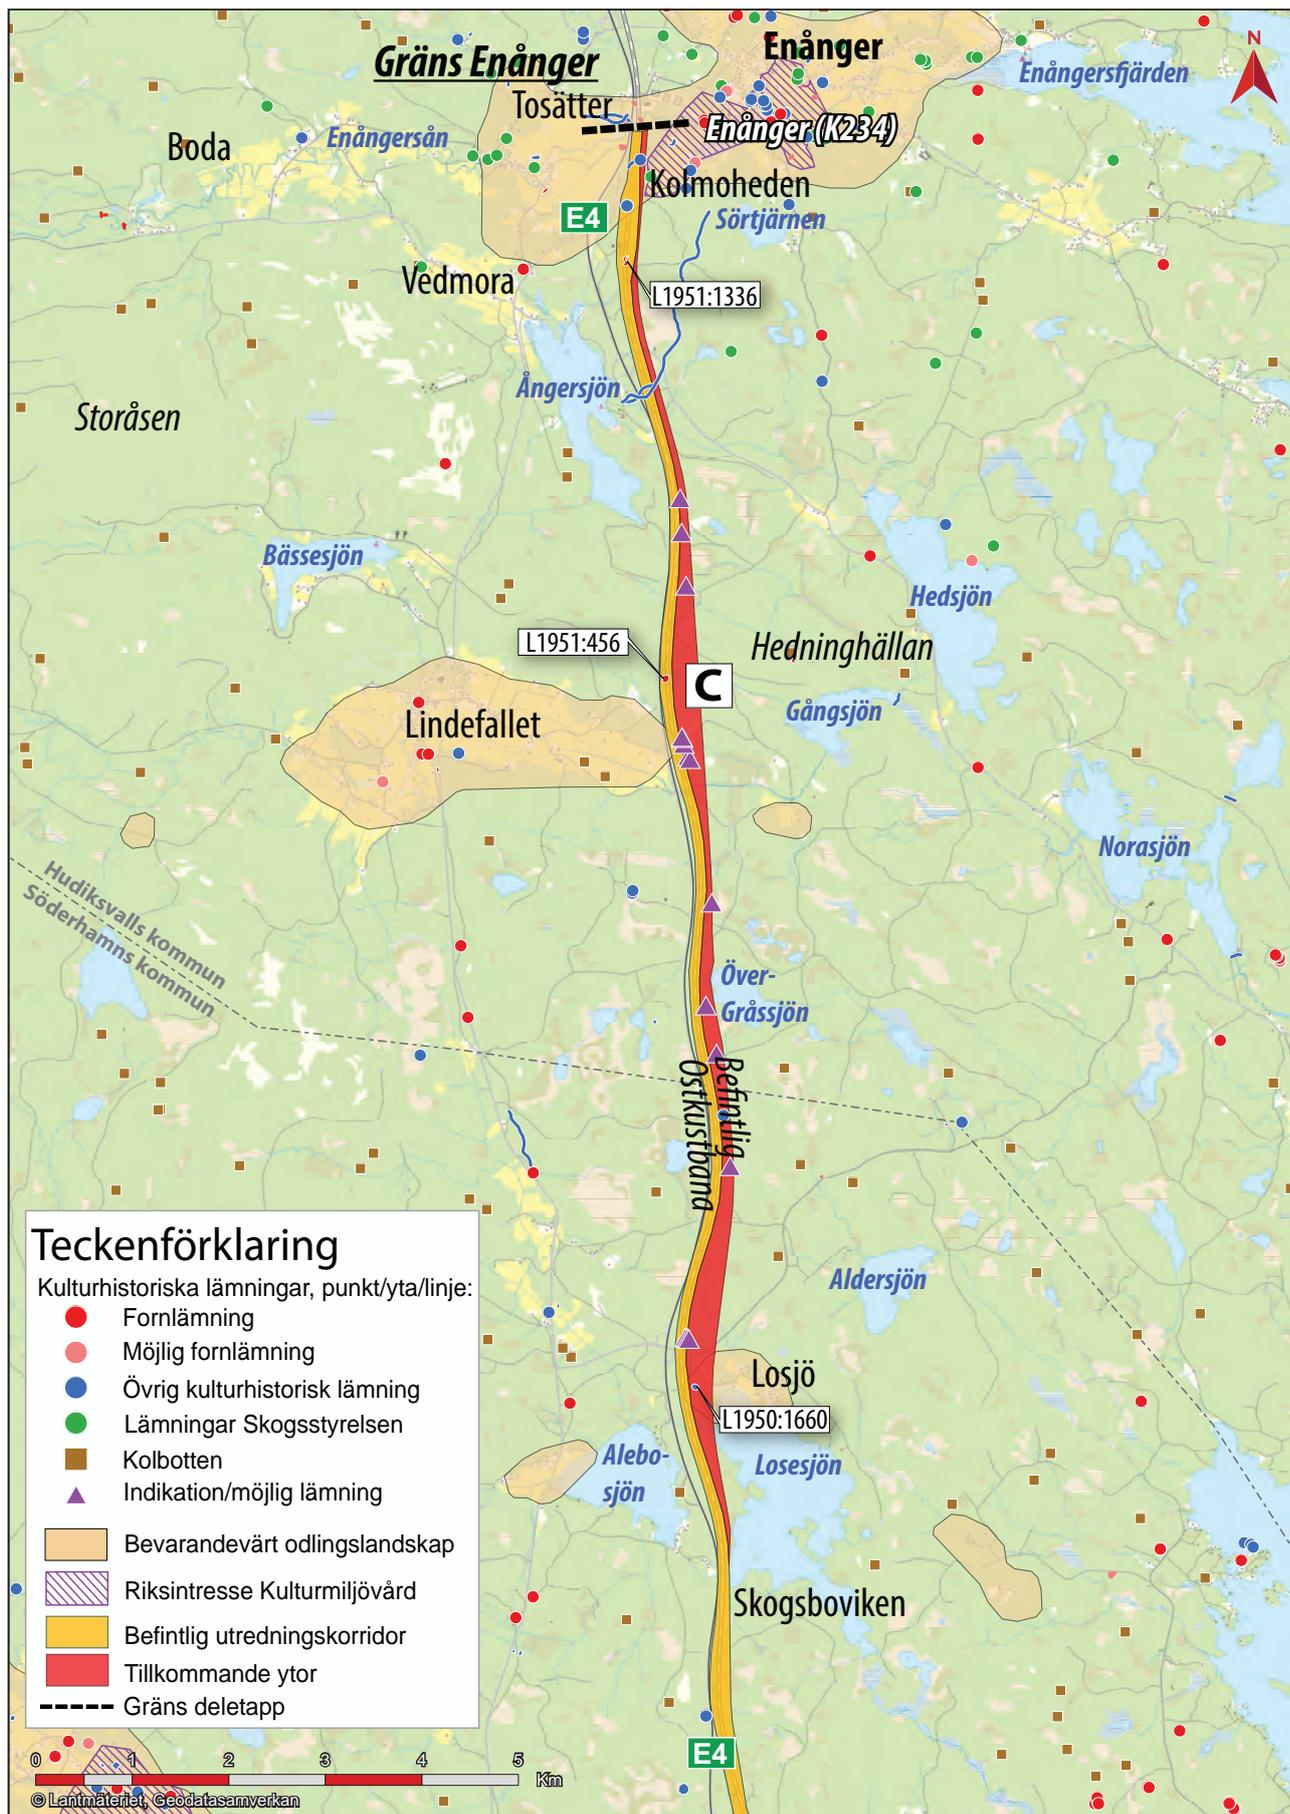 Gräns Enånger
Enånger
N
Enångersfjärden
Tosätter
Boda
Enångersån
Enånger (K234)
Kolmoheden
E4
Sörtjärnen
Vedmora
L1951:1336
Ångersjön
Storåsen
Bässesjön
Hedsjön
L1951:456
Hedninghällan
C
Gångsjön
Lindefallet
Norasjön
Hudiksvalls kommun
Söderhamns kommun
Över-
Gråssjön
Befintlig
Ostkustbana
Aldersjön
Losjö
L1950:1660
Alebo-
sjön
Losesjön
Skogsboviken
E4
Teckenförklaring
Kulturhistoriska lämningar, punkt/yta/linje:
Fornlämning
Möjlig fornlämning
Övrig kulturhistorisk lämning
Lämningar Skogsstyrelsen
Kolbotten
Indikation/möjlig lämning
Bevarandevärt odlingslandskap
Riksintresse Kulturmiljövård
Befintlig utredningskorridor
Tillkommande ytor
Gräns deletapp
0 1 2 3 4 5
Km
© Lantmäteriet, Geodatasamverkan